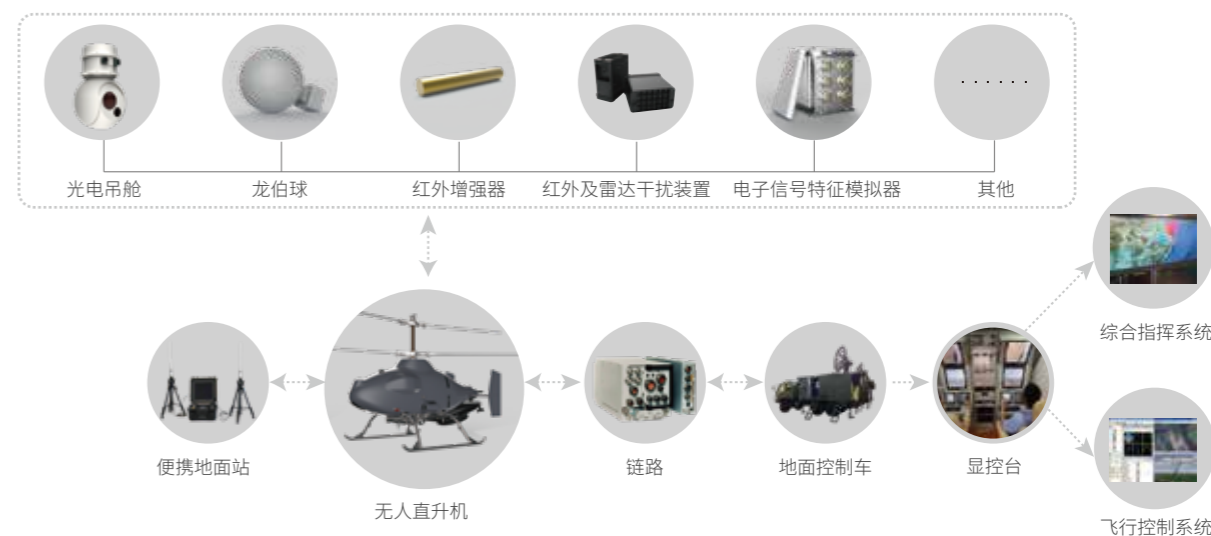 ······
光电吊舱
龙伯球
红外增强器
红外及雷达干扰装置
电子信号特征模拟器
其他
综合指挥系统
便携地面站
无人直升机
链路
地面控制车
显控台
飞行控制系统